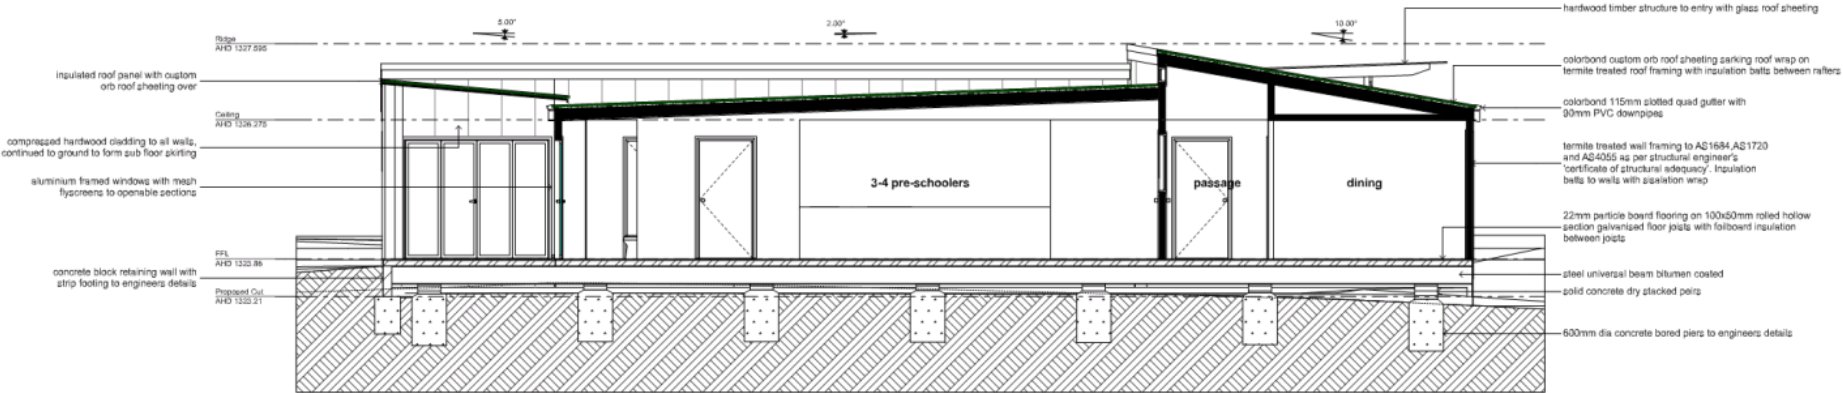 5.00°
2.00°
10.00°
hardwood timber structure to entry with glass roof sheeting
Ridge
AHD 1327.595
insulated roof panel with custom
orb roof sheeting over
colorbond custom orb roof sheeting sarking roof wrap on
termite treated roof framing with insulation batts between rafters
colorbond 115mm slotted quad gutter with
90mm PVC downpipes
Ceiling
AHD 1326.275
compressed hardwood cladding to all walls,
continued to ground to form sub floor skirting
termite treated wall framing to AS1684,AS1720
and AS4055 as per structural engineer's
'certificate of structural adequacy'. Insulation
batts to walls with sisalation wrap
aluminium framed windows with mesh
flyscreens to openable sections
3-4 pre-schoolers
passage
dining
22mm particle board flooring on 100x50mm rolled hollow
section galvanised floor joists with foilboard insulation
between joists
FFL
AHD 1323.86
concrete block retaining wall with
strip footing to engineers details
steel universal beam bitumen coated
Proposed Cut
AHD 1323.21
solid concrete dry stacked peirs
600mm dia concrete bored piers to engineers details